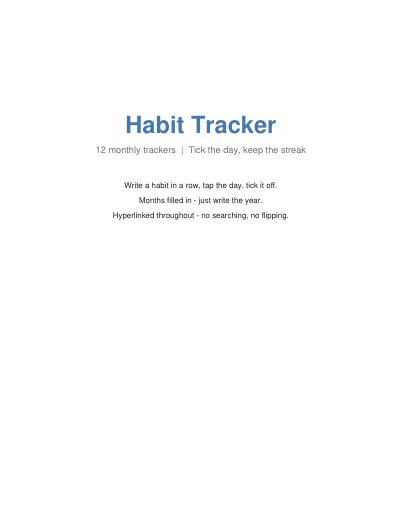 Habit Tracker
12 monthly trackers | Tick the day, keep the streak
Write a habit in a row, tap the day, tick it off.
Months filled in - just write the year.
Hyperlinked throughout - no searching, no flipping.